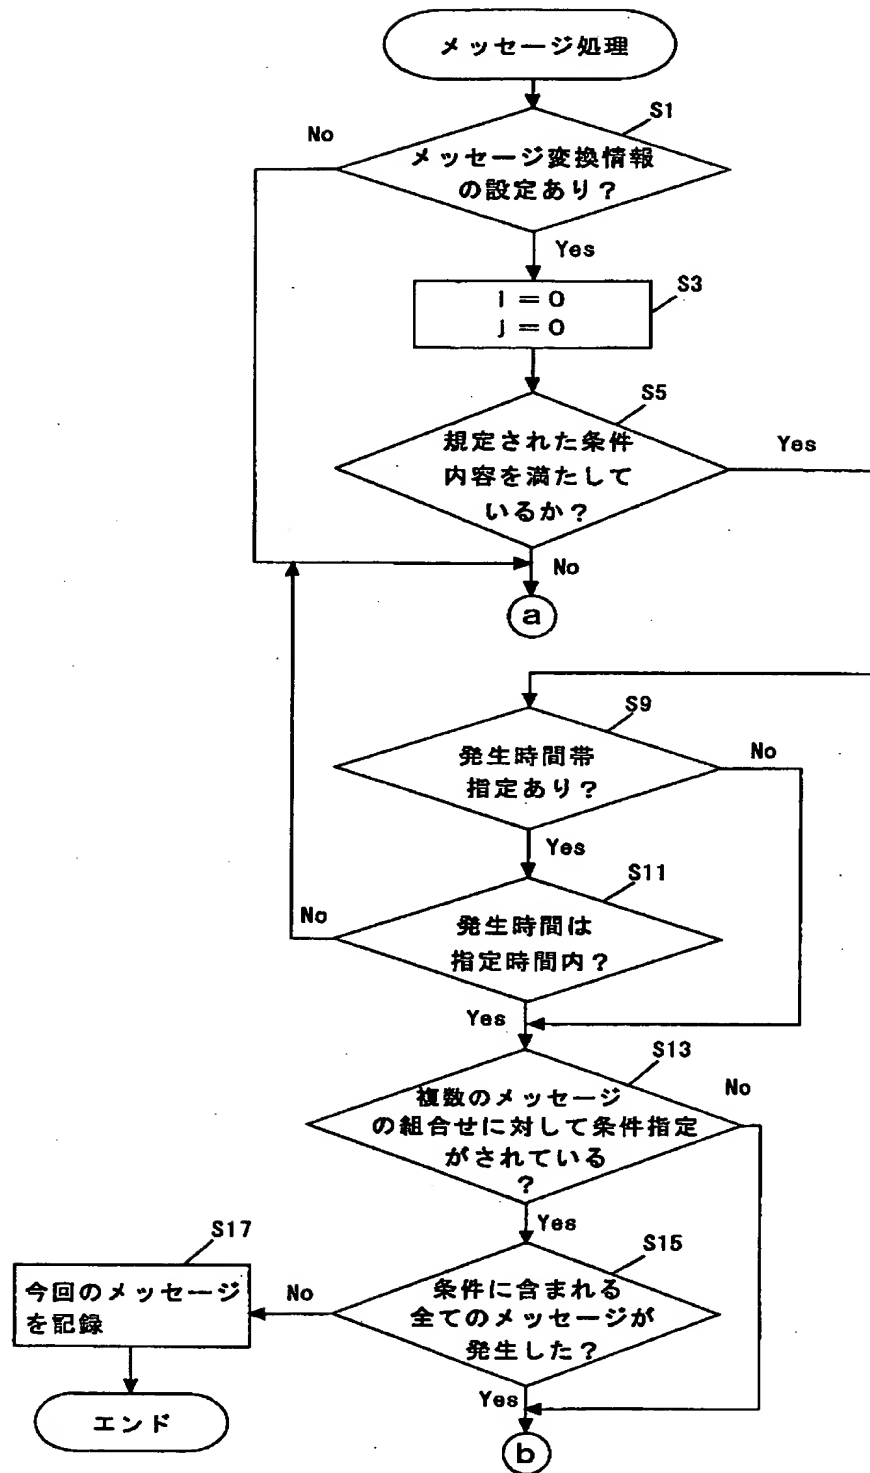 メッセージ処理
S1
No
メッセージ変換情報
の設定あり？
Yes
S3
i＝0
j＝0
S5
規定された条件
内容を満たして
いるか？
Yes
No
a
S9
発生時間帯
指定あり？
No
Yes
S11
発生時間は
指定時間内？
No
Yes
S13
複数のメッセージ
の組合せに対して条件指定
がされている
？
No
Yes
S15
条件に含まれる
全てのメッセージが
発生した？
No
S17
今回のメッセージ
を記録
エンド
Yes
b